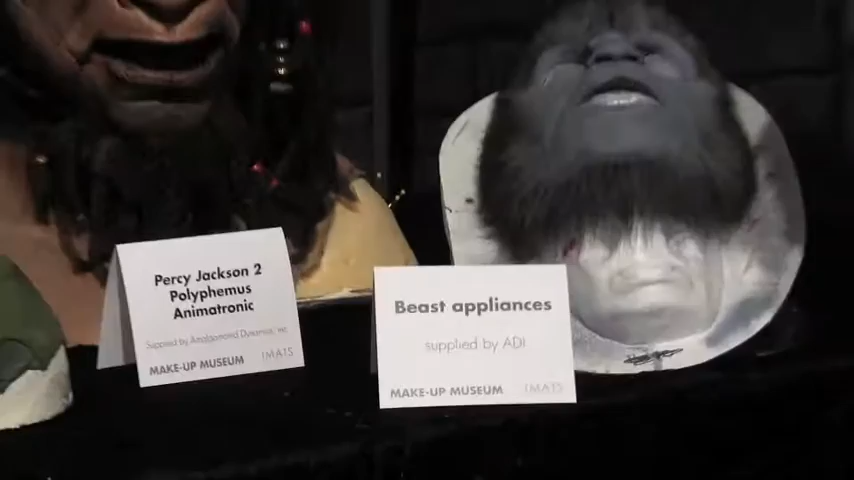 Percy Jackson 2
Polyphemus
Animatronic
Supplied by Amalgamated Dynamics, Inc.
MAKE-UP MUSEUM IMATS
Beast appliances
supplied by ADI
MAKE-UP MUSEUM IMATS